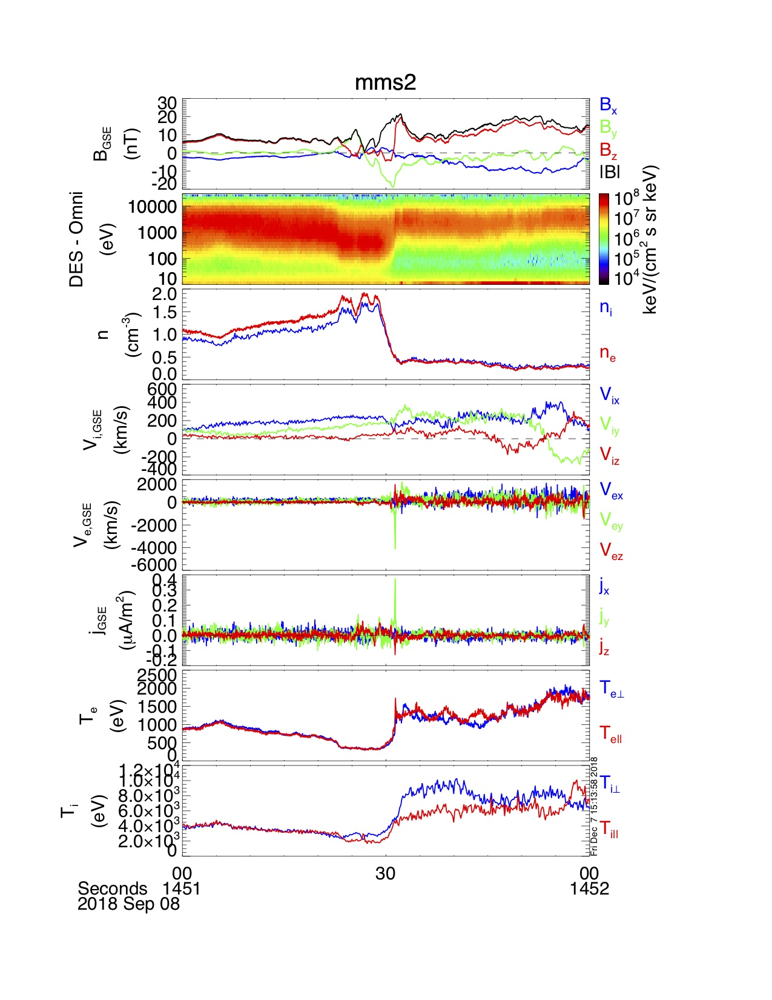 mms2
B_GSE (nT)
30
20
10
0
-10
-20
B_x
B_y
B_z
|B|
DES - Omni (eV)
10000
1000
100
10
10^8
10^7
10^6
10^5
10^4
keV/(cm^2 s sr keV)
n (cm^-3)
2.0
1.5
1.0
0.5
0.0
n_i
n_e
V_i,GSE (km/s)
600
400
200
0
-200
-400
V_ix
V_iy
V_iz
V_e,GSE (km/s)
2000
0
-2000
-4000
-6000
V_ex
V_ey
V_ez
j_GSE (μA/m^2)
0.4
0.3
0.2
0.1
0.0
-0.1
-0.2
j_x
j_y
j_z
T_e (eV)
2500
2000
1500
1000
500
0
T_e⊥
T_e||
T_i (eV)
1.2×10^4
1.0×10^4
8.0×10^3
6.0×10^3
4.0×10^3
2.0×10^3
0
T_i⊥
T_i||
Fri Dec 7 15:13:58 2018
00 30 00
Seconds 1451 1452
2018 Sep 08